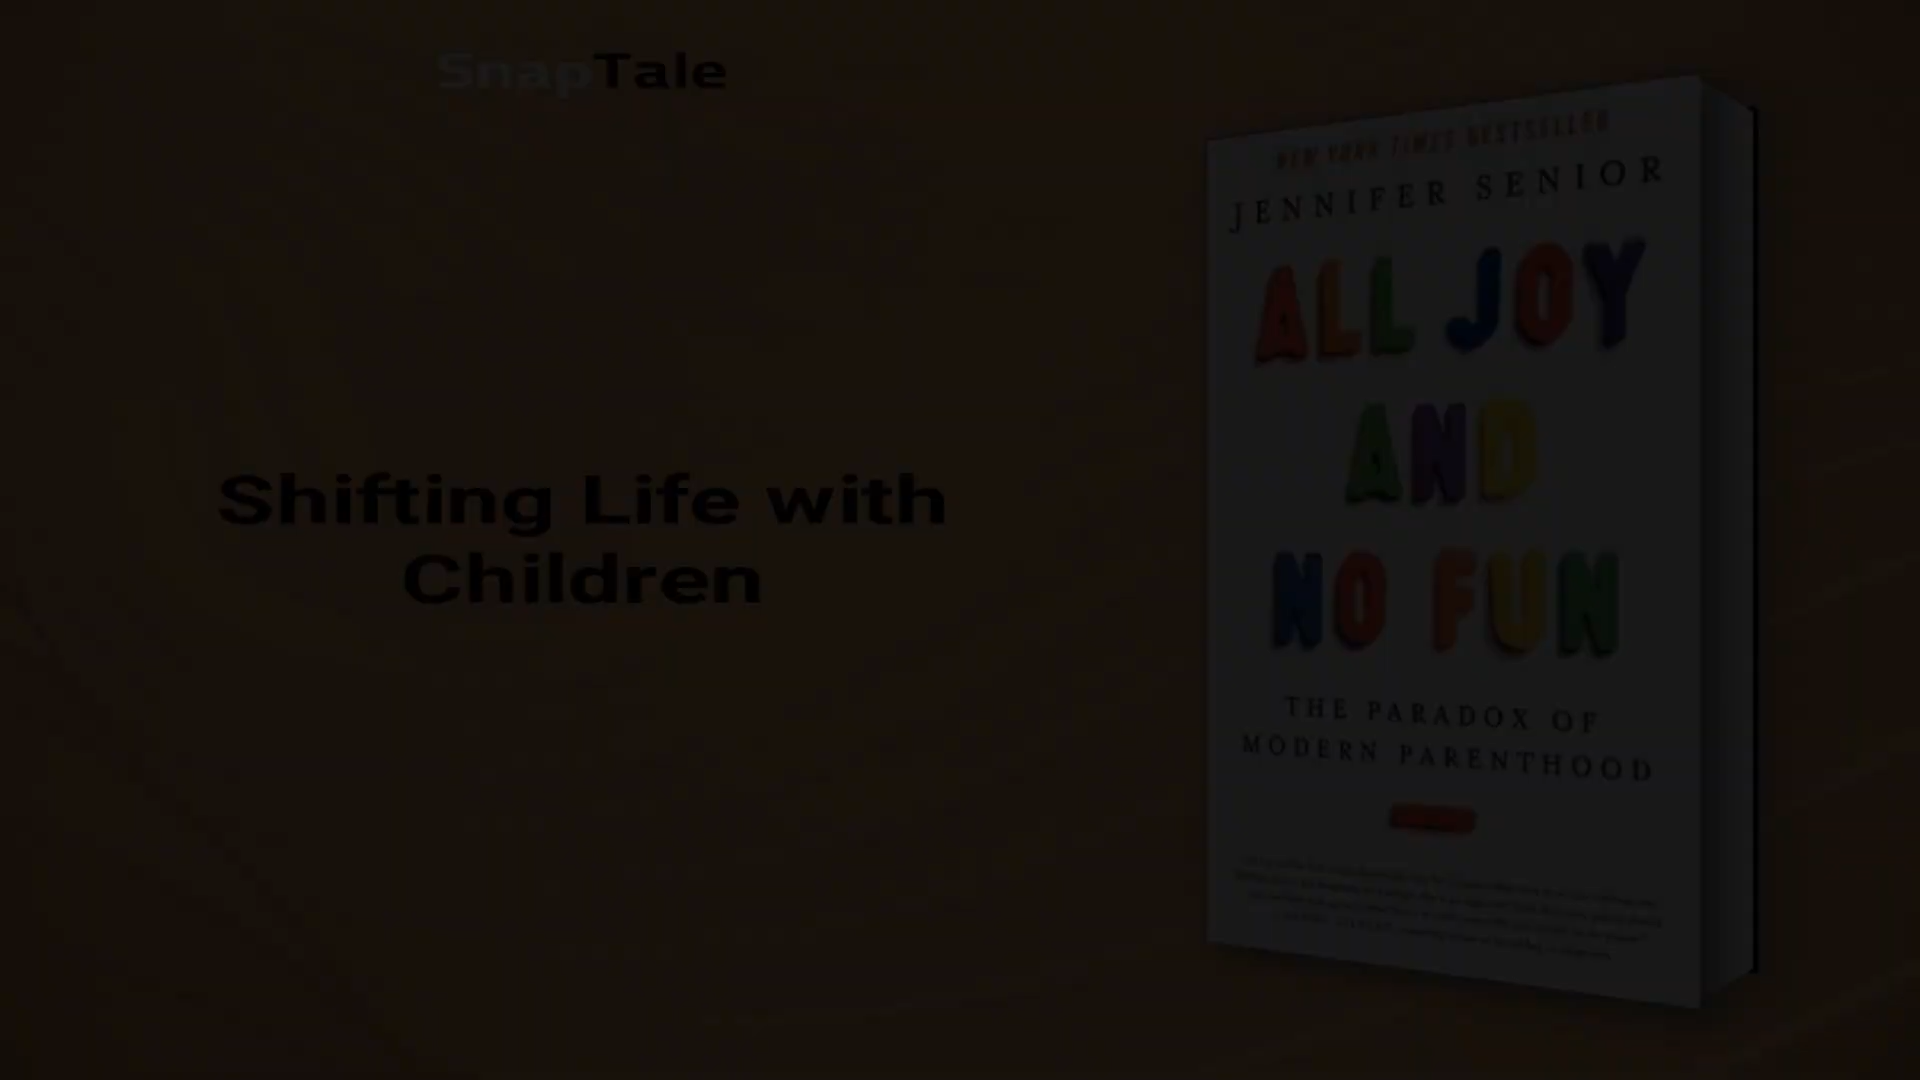 SnapTale
NEW YORK TIMES BESTSELLER
JENNIFER SENIOR
ALL JOY
AND
NO FUN
THE PARADOX OF
MODERN PARENTHOOD
Shifting Life with
Children